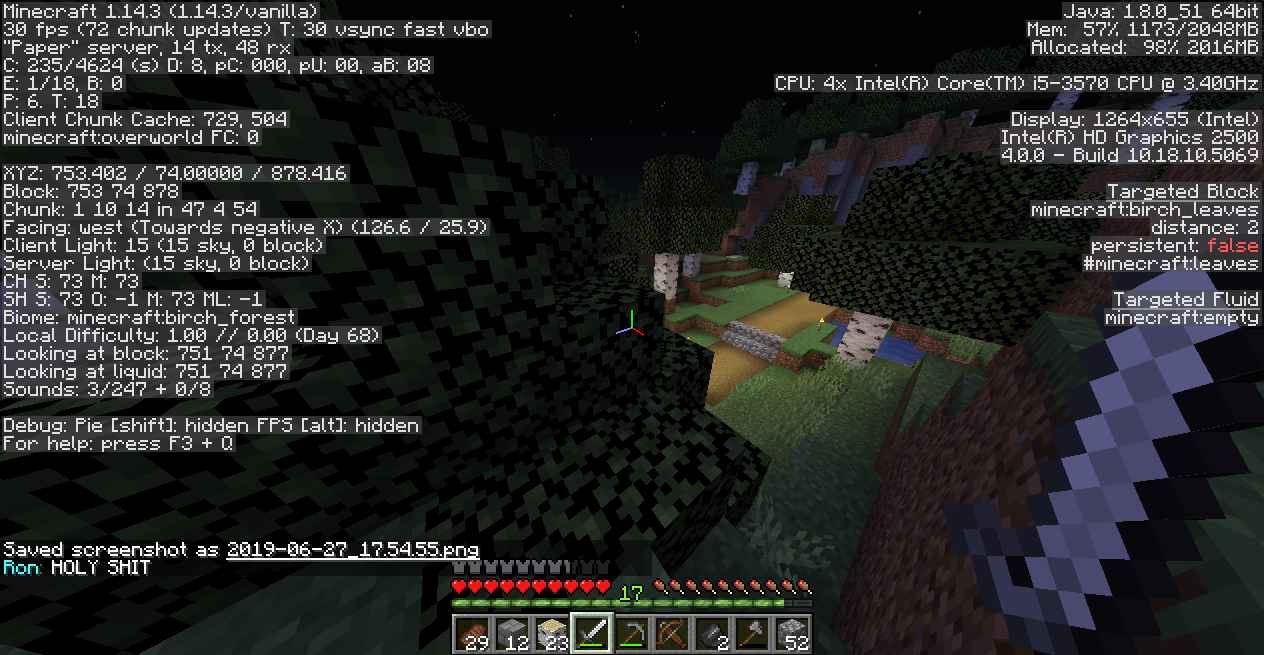 Minecraft 1.14.3 (1.14.3/vanilla)
30 fps (72 chunk updates) T: 30 vsync fast vbo
"Paper" server, 14 tx, 48 rx
C: 235/4624 (s) D: 8, pC: 000, pU: 00, aB: 08
E: 1/18, B: 0
P: 6. T: 18
Client Chunk Cache: 729, 504
minecraft:overworld FC: 0
XYZ: 753.402 / 74.00000 / 878.416
Block: 753 74 878
Chunk: 1 10 14 in 47 4 54
Facing: west (Towards negative X) (126.6 / 25.9)
Client Light: 15 (15 sky, 0 block)
Server Light: (15 sky, 0 block)
CH S: 73 M: 73
SH S: 73 O: -1 M: 73 ML: -1
Biome: minecraft:birch_forest
Local Difficulty: 1.00 // 0.00 (Day 68)
Looking at block: 751 74 877
Looking at liquid: 751 74 877
Sounds: 3/247 + 0/8
Debug: Pie [shift]: hidden FPS [alt]: hidden
For help: press F3 + Q
Java: 1.8.0_51 64bit
Mem: 57% 1173/2048MB
Allocated: 98% 2016MB
CPU: 4x Intel(R) Core(TM) i5-3570 CPU @ 3.40GHz
Display: 1264x655 (Intel)
Intel(R) HD Graphics 2500
4.0.0 - Build 10.18.10.5069
Targeted Block
minecraft:birch_leaves
distance: 2
persistent: false
#minecraft:leaves
Targeted Fluid
minecraft:empty
Saved screenshot as 2019-06-27_17.54.55.png
Ron: HOLY SHIT
17
29 12 23 2 52